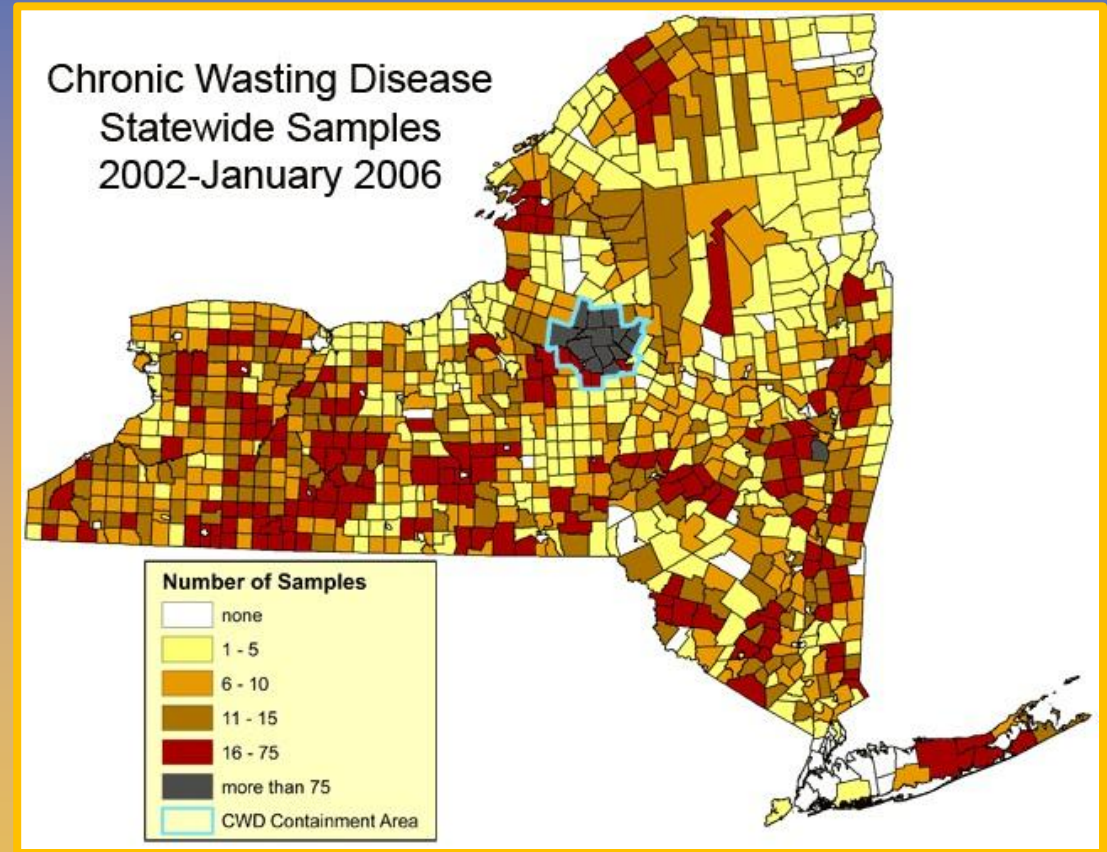 Chronic Wasting Disease
Statewide Samples
2002-January 2006
Number of Samples
none
1 - 5
6 - 10
11 - 15
16 - 75
more than 75
CWD Containment Area